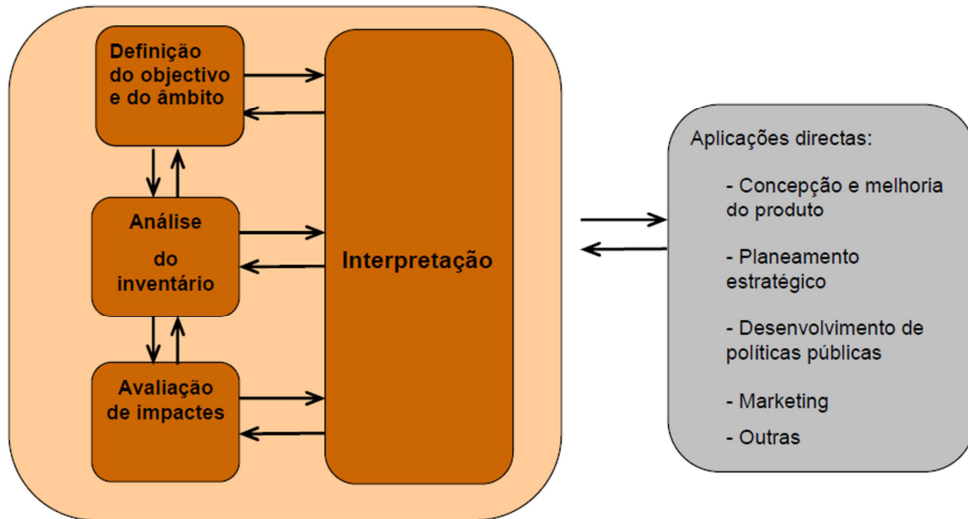 Definição
do objectivo
e do âmbito
Análise
do
inventário
Avaliação
de impactes
Interpretação
Aplicações directas:
- Concepção e melhoria
do produto
- Planeamento
estratégico
- Desenvolvimento de
políticas públicas
- Marketing
- Outras